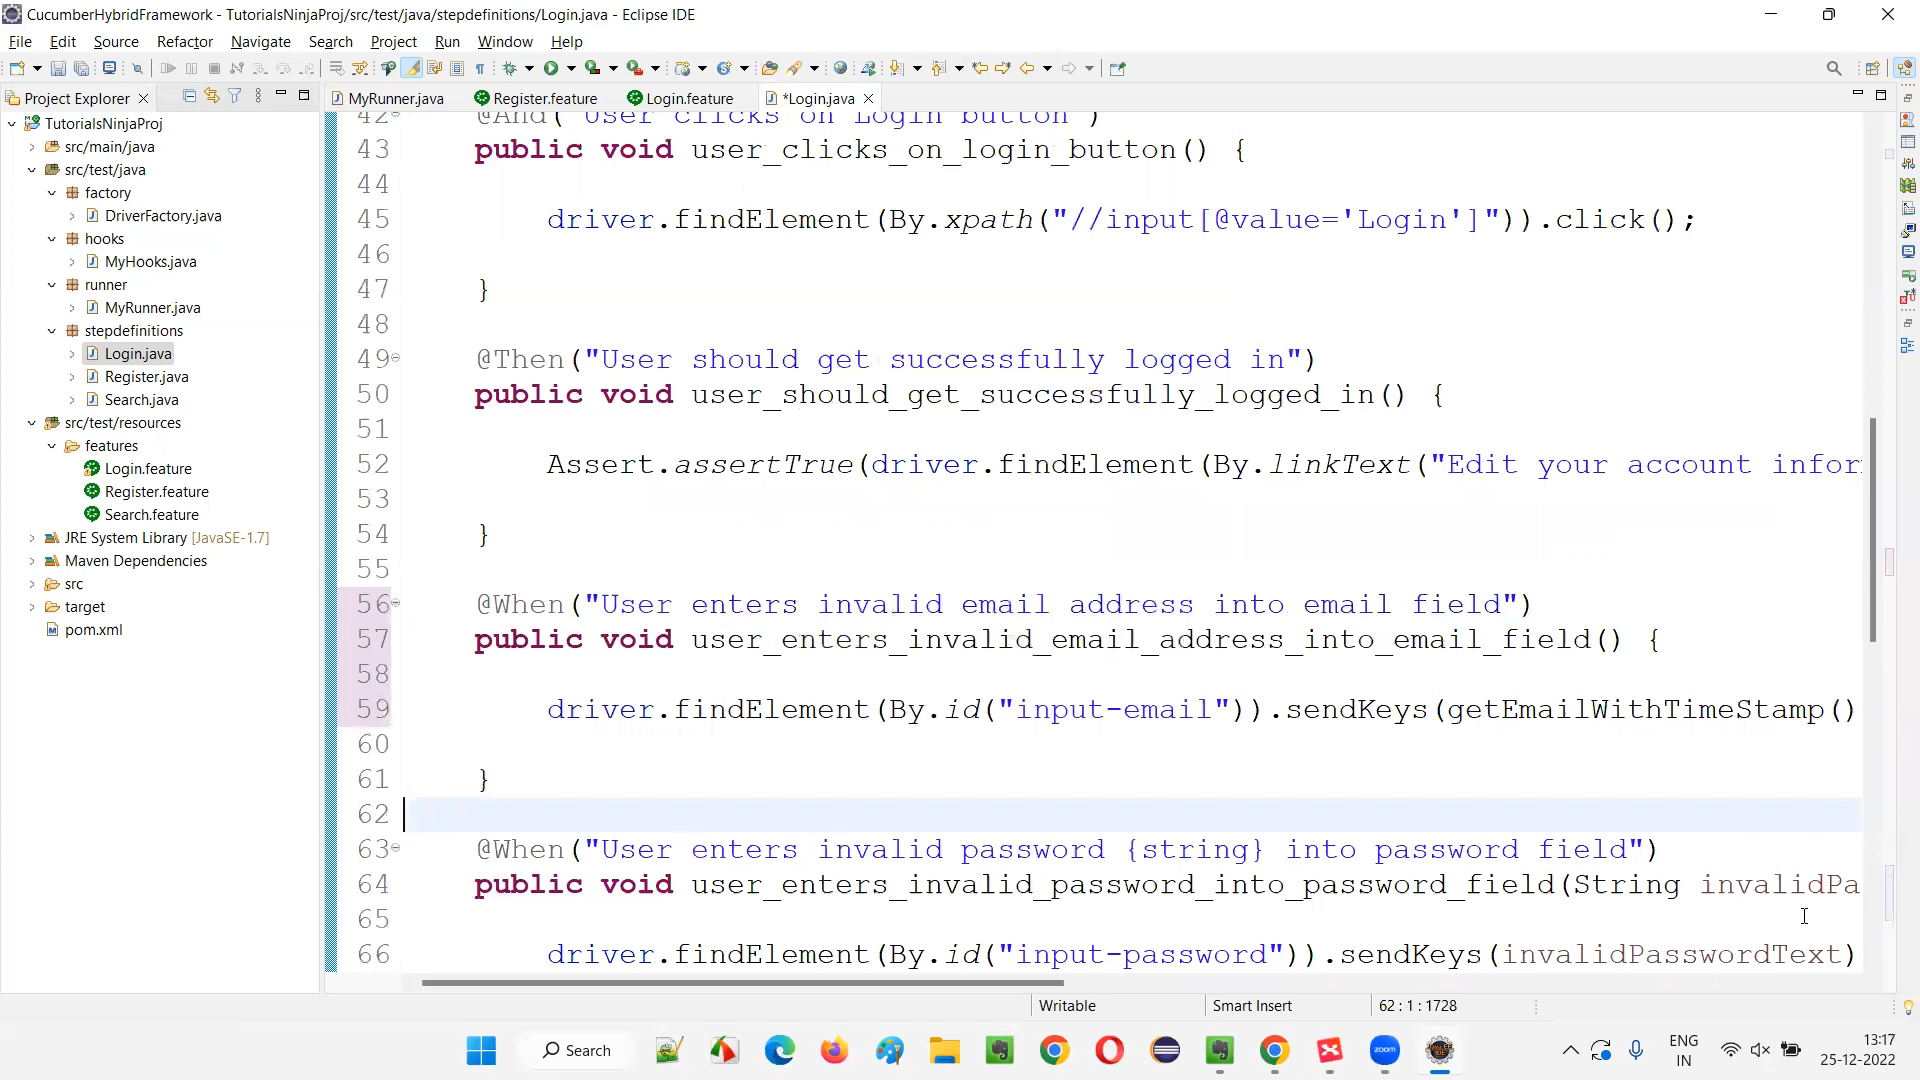 CucumberHybridFramework - TutorialsNinjaProj/src/test/java/stepdefinitions/Login.java - Eclipse IDE
File Edit Source Refactor Navigate Search Project Run Window Help
Project Explorer
MyRunner.java Register.feature Login.feature *Login.java
TutorialsNinjaProj
src/main/java
src/test/java
factory
DriverFactory.java
hooks
MyHooks.java
runner
MyRunner.java
stepdefinitions
Login.java
Register.java
Search.java
src/test/resources
features
Login.feature
Register.feature
Search.feature
JRE System Library [JavaSE-1.7]
Maven Dependencies
src
target
pom.xml
42 @And("User clicks on Login button")
43 public void user_clicks_on_login_button() {
44
45 driver.findElement(By.xpath("//input[@value='Login']")).click();
46
47 }
48
49 @Then("User should get successfully logged in")
50 public void user_should_get_successfully_logged_in() {
51
52 Assert.assertTrue(driver.findElement(By.linkText("Edit your account infor
53
54 }
55
56 @When("User enters invalid email address into email field")
57 public void user_enters_invalid_email_address_into_email_field() {
58
59 driver.findElement(By.id("input-email")).sendKeys(getEmailWithTimeStamp()
60
61 }
62
63 @When("User enters invalid password {string} into password field")
64 public void user_enters_invalid_password_into_password_field(String invalidPa
65
66 driver.findElement(By.id("input-password")).sendKeys(invalidPasswordText)
Writable Smart Insert 62 : 1 : 1728
Search
zoom
ENG
IN
13:17
25-12-2022